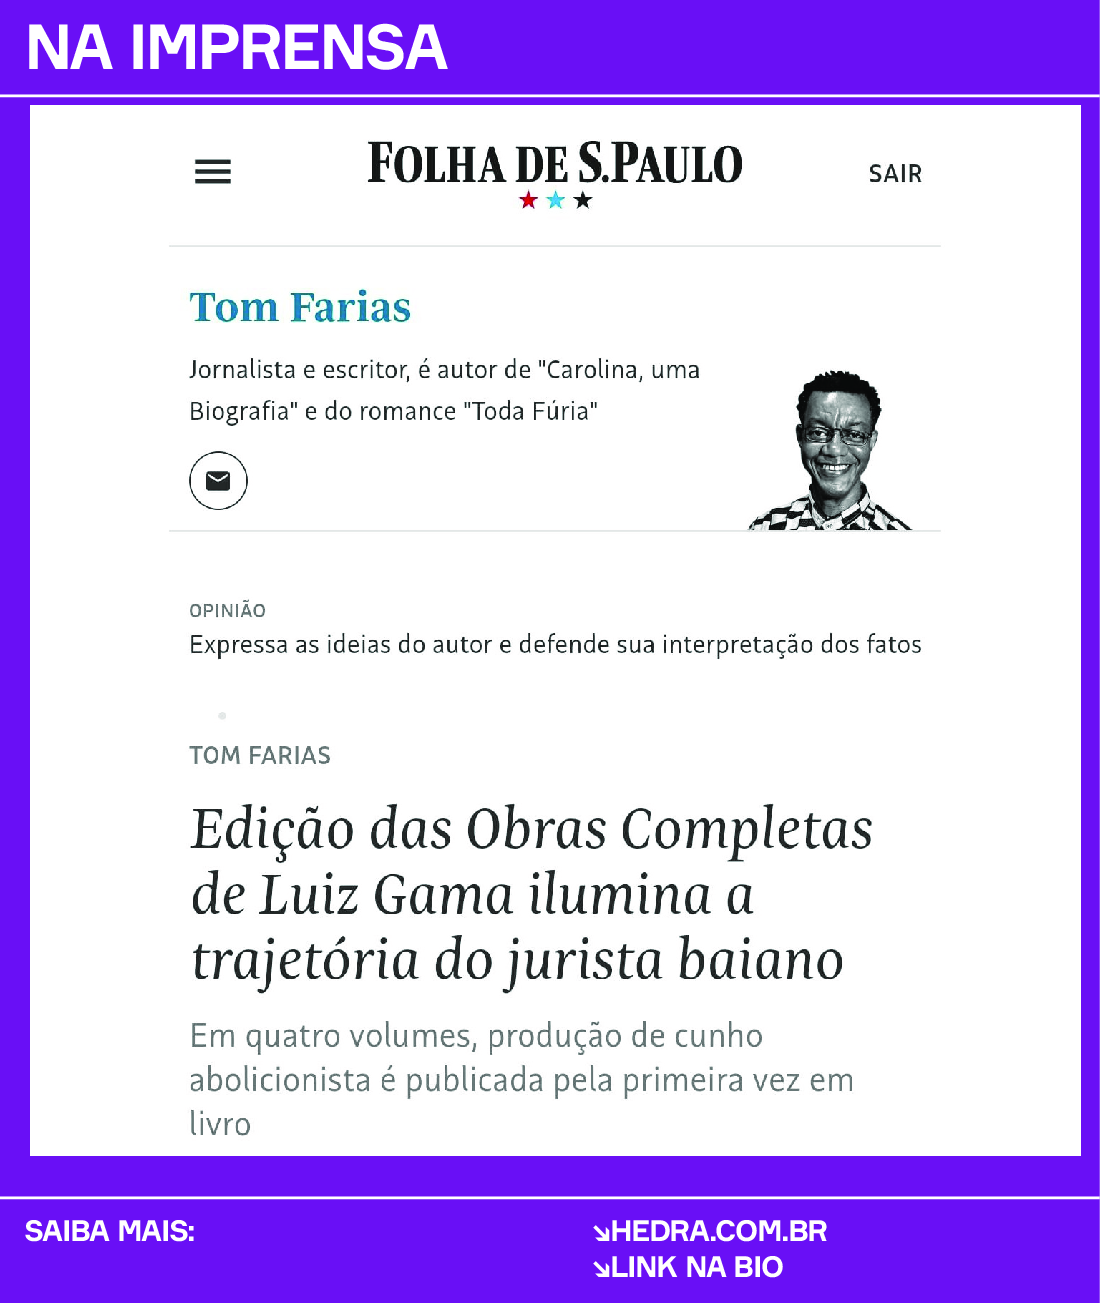 NA IMPRENSA
FOLHA DE S.PAULO
SAIR
Tom Farias
Jornalista e escritor, é autor de "Carolina, uma
Biografia" e do romance "Toda Fúria"
OPINIÃO
Expressa as ideias do autor e defende sua interpretação dos fatos
TOM FARIAS
Edição das Obras Completas
de Luiz Gama ilumina a
trajetória do jurista baiano
Em quatro volumes, produção de cunho
abolicionista é publicada pela primeira vez em
livro
SAIBA MAIS:
↘HEDRA.COM.BR
↘LINK NA BIO